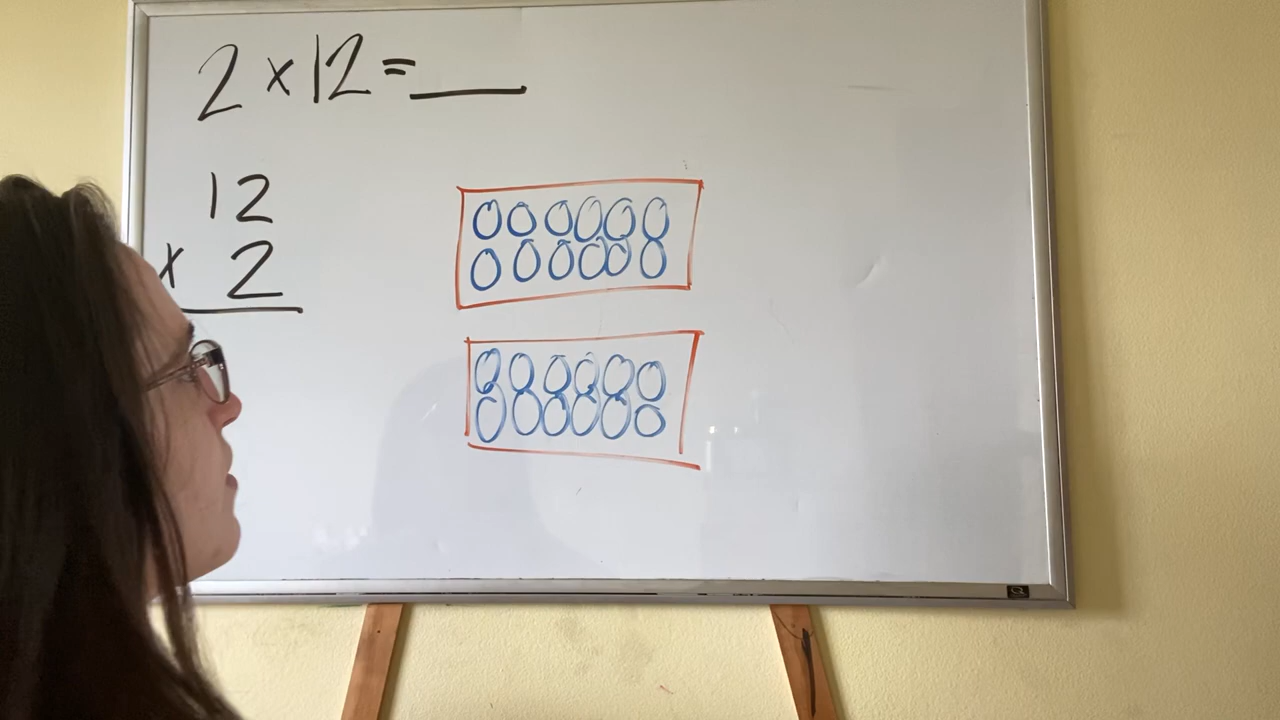 2 x 12 = ___
12
x 2